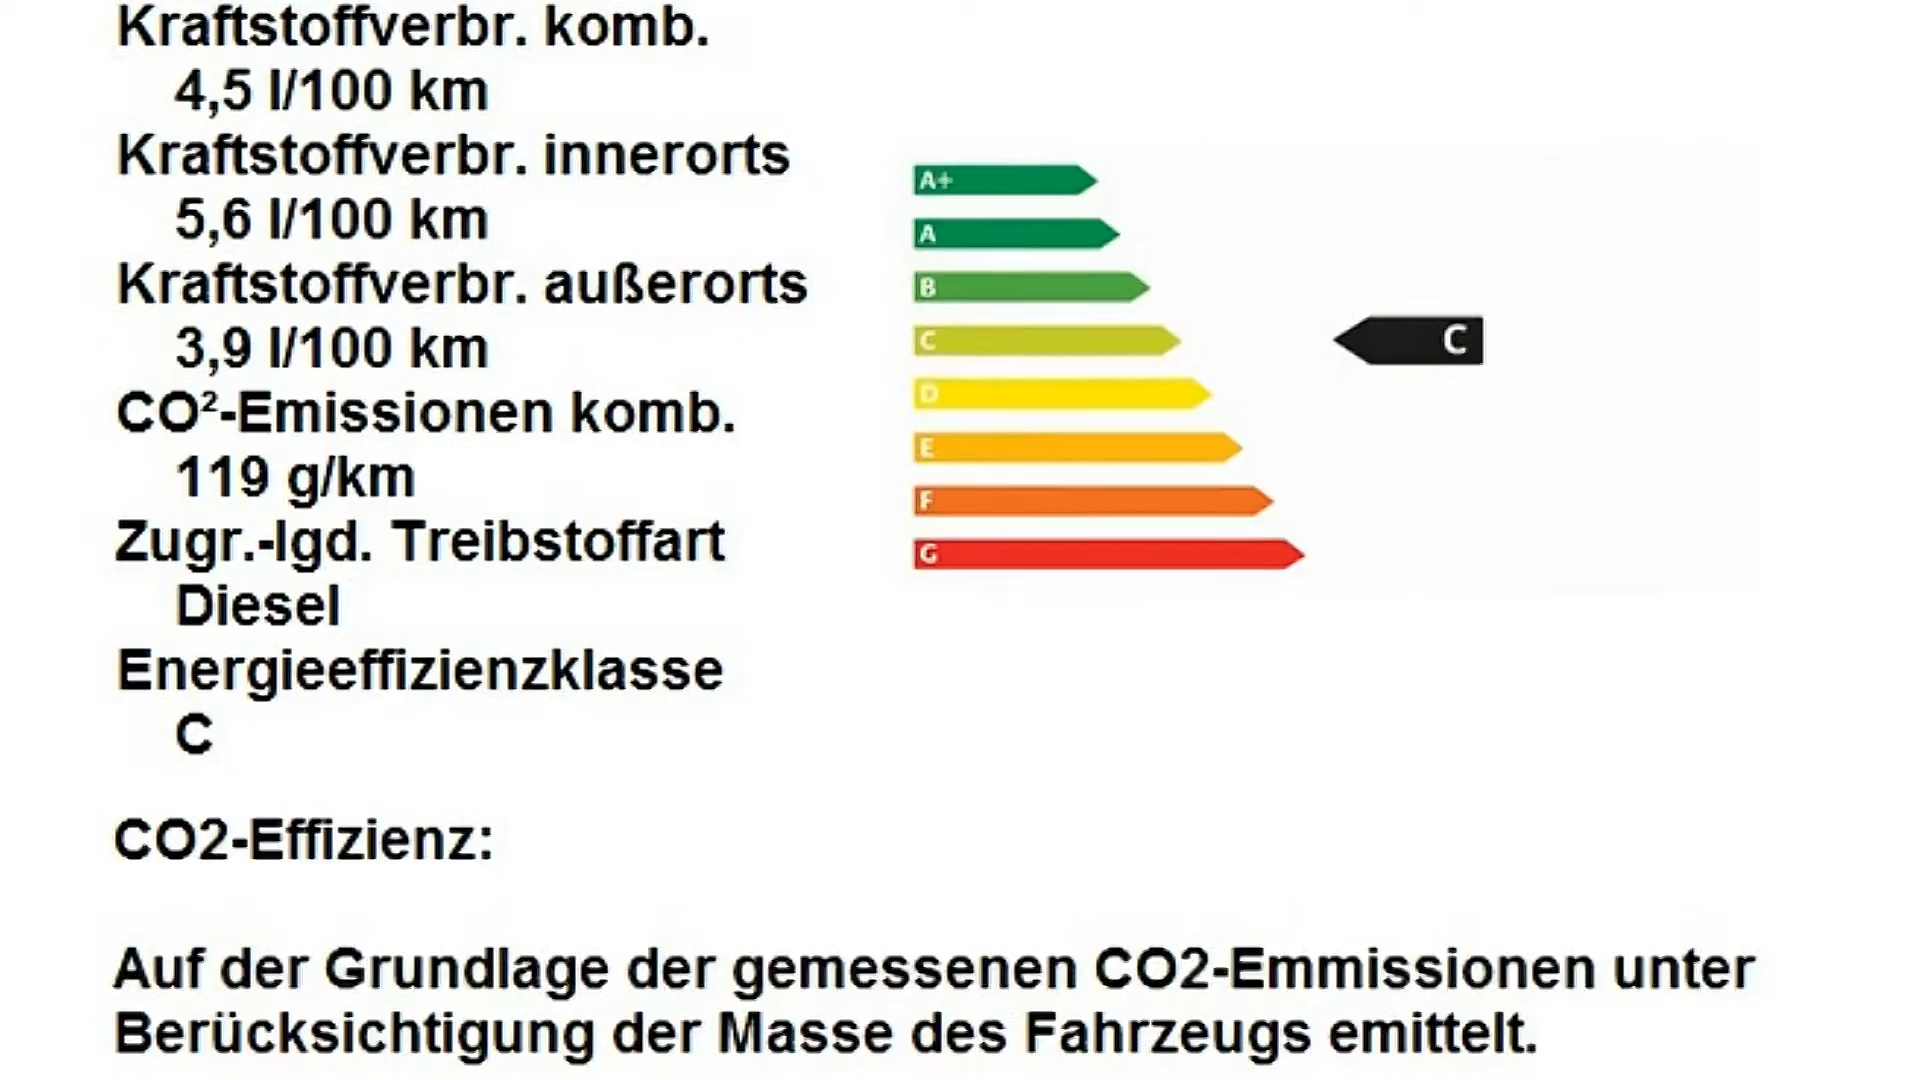 Kraftstoffverbr. komb.
4,5 l/100 km
Kraftstoffverbr. innerorts
5,6 l/100 km
Kraftstoffverbr. außerorts
3,9 l/100 km
CO²-Emissionen komb.
119 g/km
Zugr.-lgd. Treibstoffart
Diesel
Energieeffizienzklasse
C
A+
A
B
C
C
D
E
F
G
CO2-Effizienz:
Auf der Grundlage der gemessenen CO2-Emmissionen unter
Berücksichtigung der Masse des Fahrzeugs emittelt.